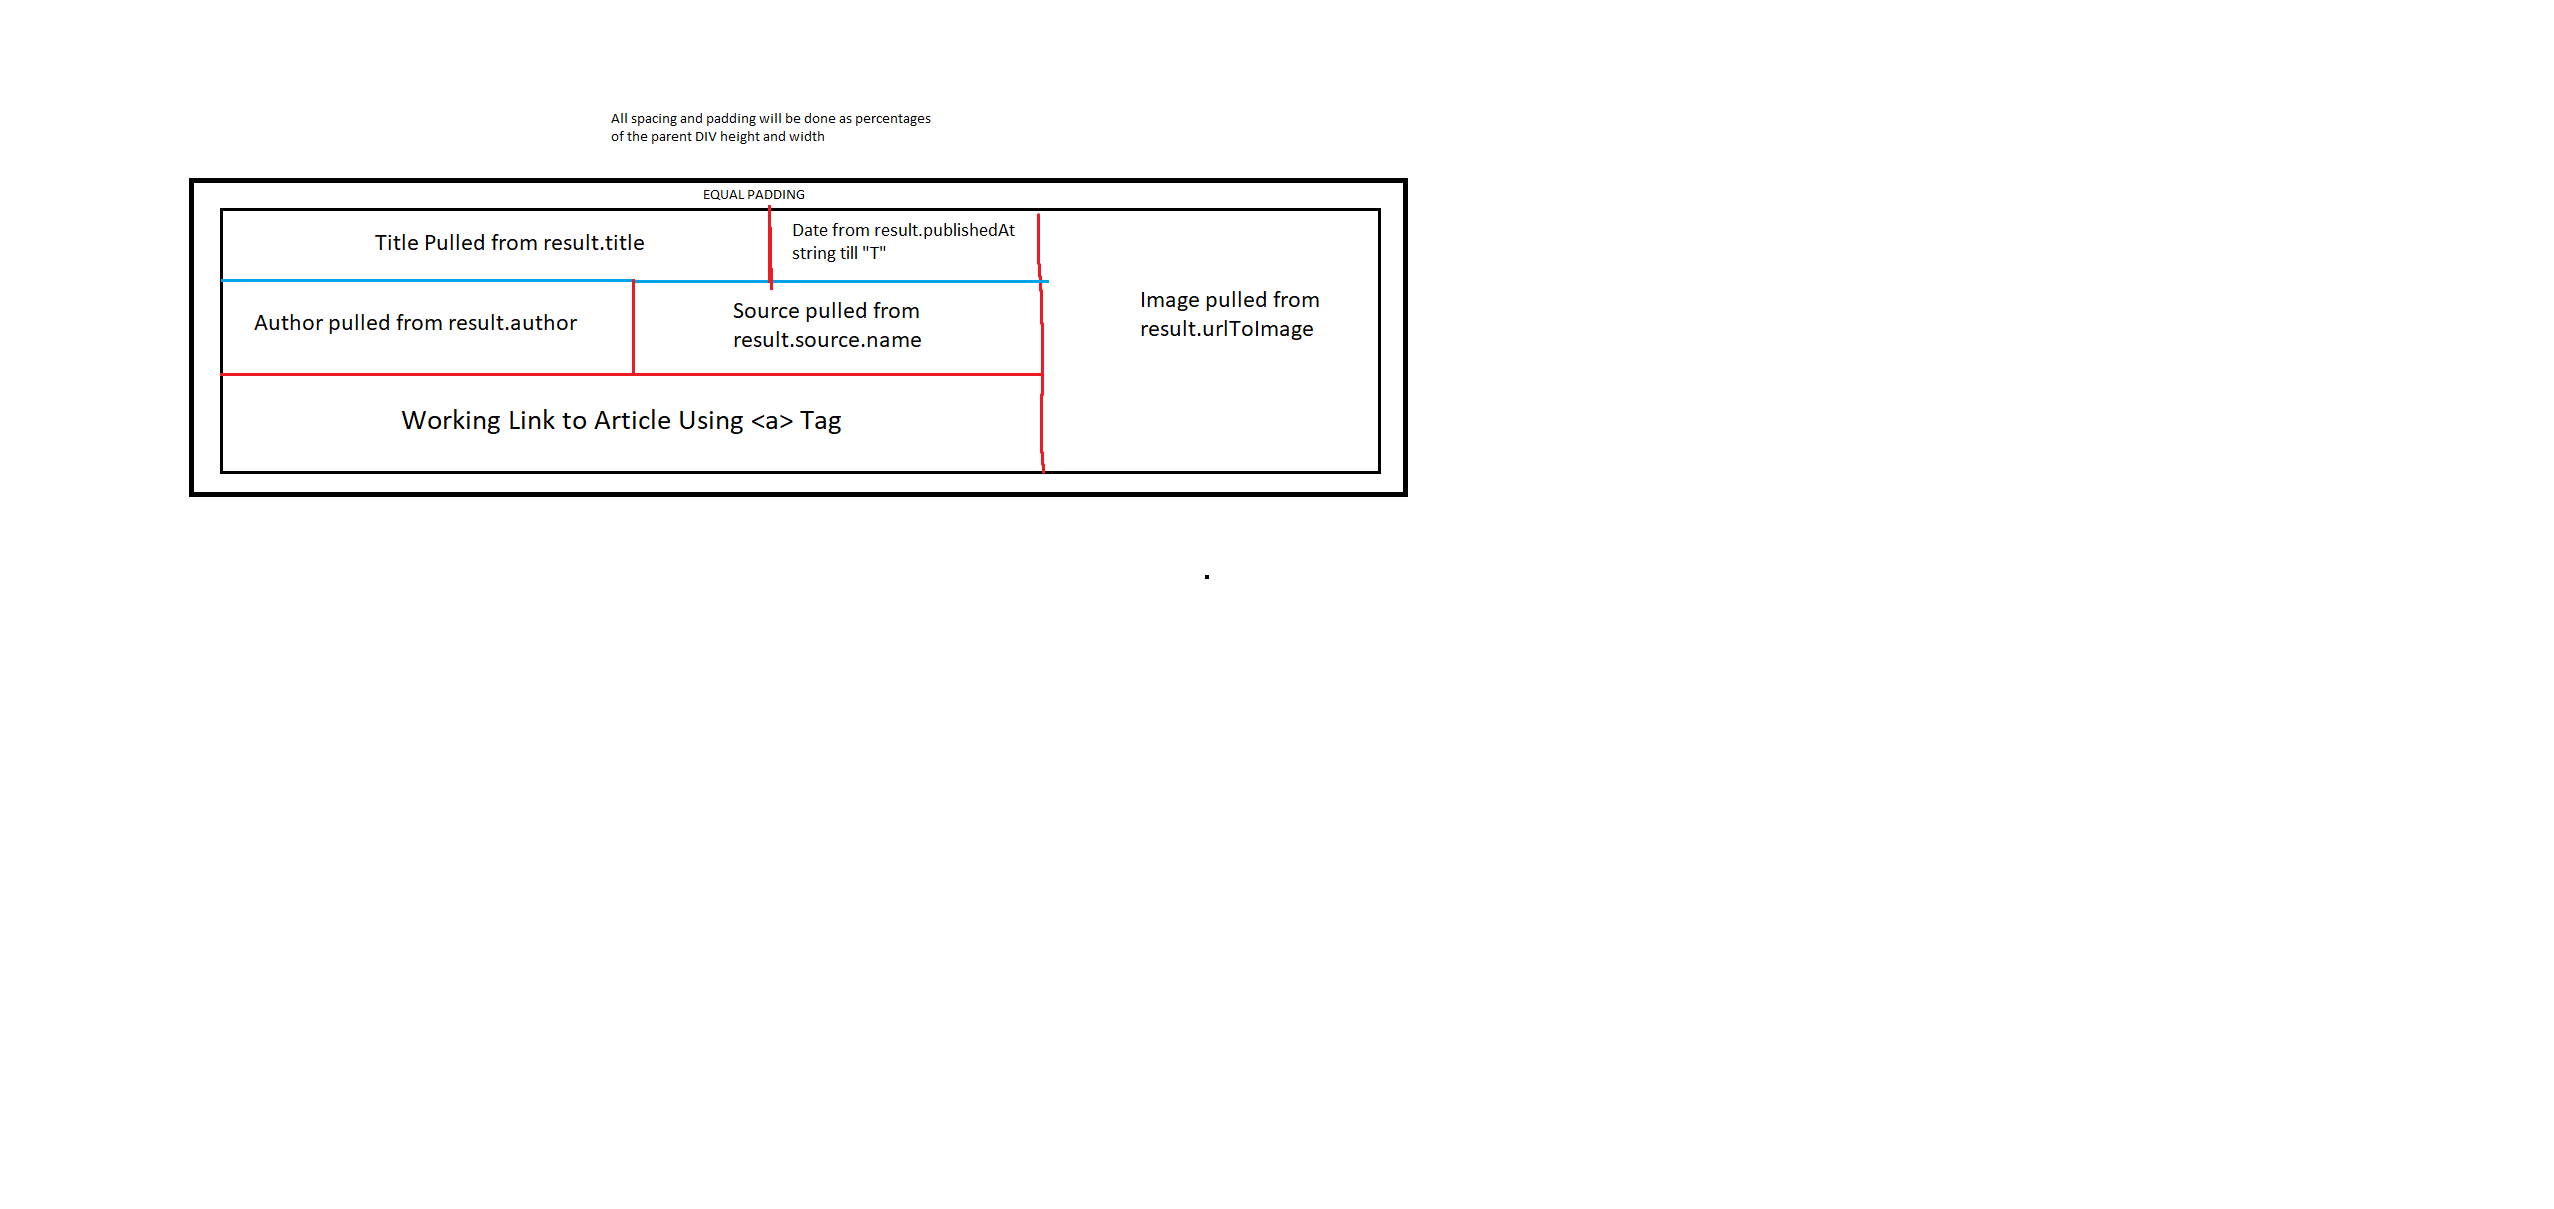 All spacing and padding will be done as percentages
of the parent DIV height and width
EQUAL PADDING
Title Pulled from result.title
Date from result.publishedAt
string till "T"
Author pulled from result.author
Source pulled from
result.source.name
Image pulled from
result.urlToImage
Working Link to Article Using <a> Tag